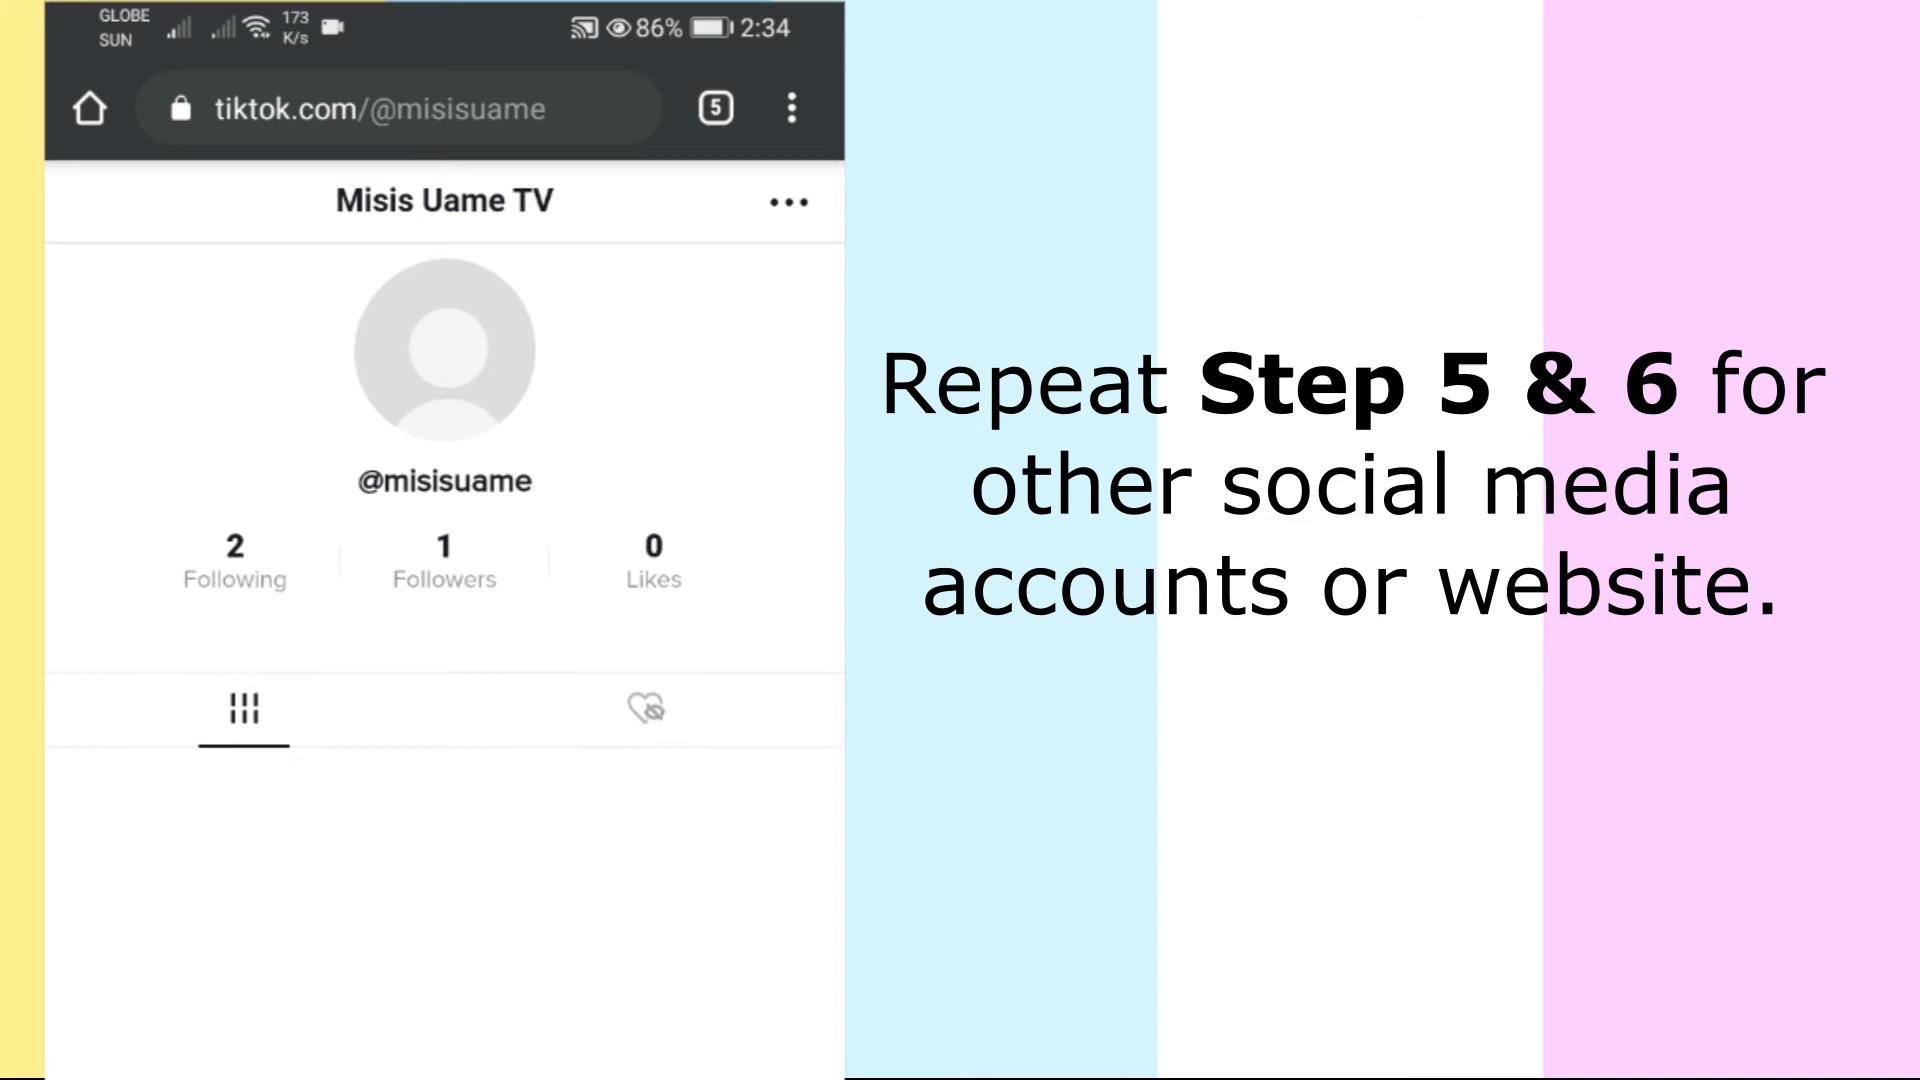 GLOBE
SUN
173
K/s
86%
2:34
tiktok.com/@misisuame
5
Misis Uame TV
@misisuame
2
1
0
Following
Followers
Likes
Repeat Step 5 & 6 for
other social media
accounts or website.